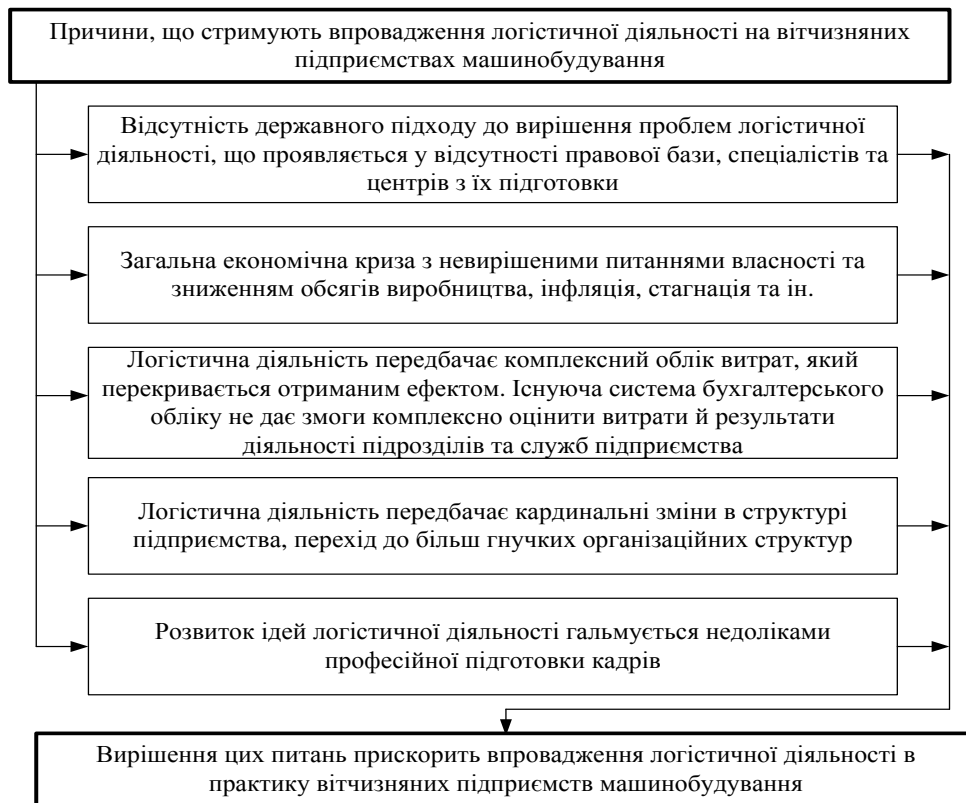 Причини, що стримують впровадження логістичної діяльності на вітчизняних
підприємствах машинобудування
Відсутність державного підходу до вирішення проблем логістичної
діяльності, що проявляється у відсутності правової бази, спеціалістів та
центрів з їх підготовки
Загальна економічна криза з невирішеними питаннями власності та
зниженням обсягів виробництва, інфляція, стагнація та ін.
Логістична діяльність передбачає комплексний облік витрат, який
перекривається отриманим ефектом. Існуюча система бухгалтерського
обліку не дає змоги комплексно оцінити витрати й результати
діяльності підрозділів та служб підприємства
Логістична діяльність передбачає кардинальні зміни в структурі
підприємства, перехід до більш гнучких організаційних структур
Розвиток ідей логістичної діяльності гальмується недоліками
професійної підготовки кадрів
Вирішення цих питань прискорить впровадження логістичної діяльності в
практику вітчизняних підприємств машинобудування